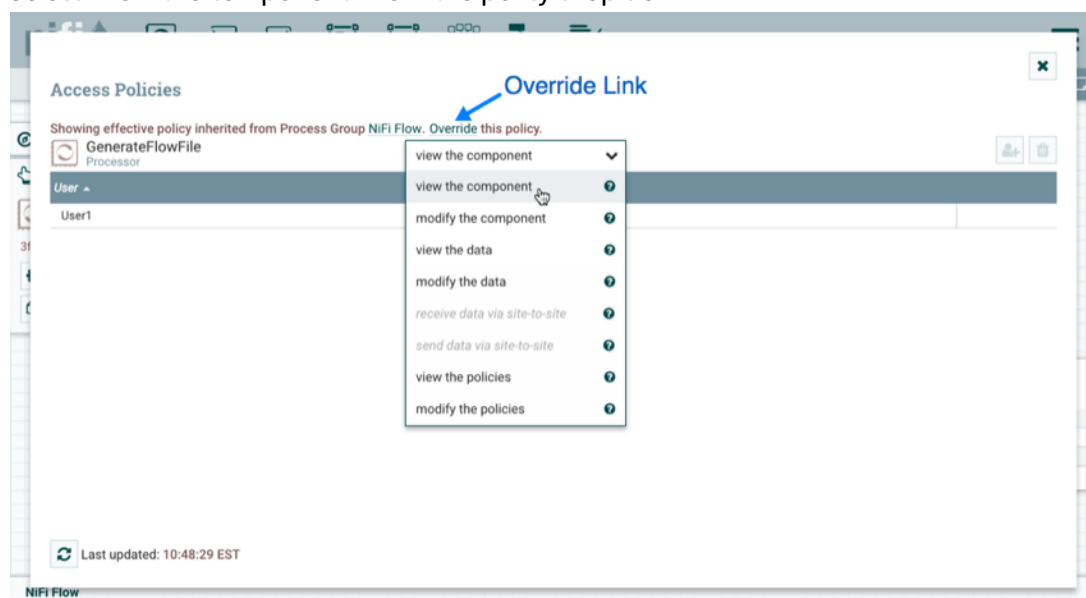 Access Policies
Override Link
Showing effective policy inherited from Process Group NiFi Flow. Override this policy.
GenerateFlowFile
Processor
view the component
User
view the component
User1
modify the component
view the data
modify the data
receive data via site-to-site
send data via site-to-site
view the policies
modify the policies
Last updated: 10:48:29 EST
NiFi Flow